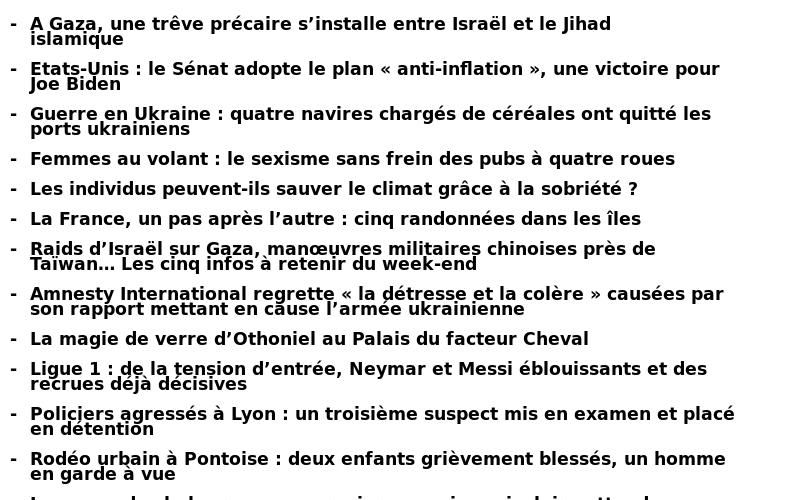 - A Gaza, une trêve précaire s’installe entre Israël et le Jihad
islamique
- Etats-Unis : le Sénat adopte le plan « anti-inflation », une victoire pour
Joe Biden
- Guerre en Ukraine : quatre navires chargés de céréales ont quitté les
ports ukrainiens
- Femmes au volant : le sexisme sans frein des pubs à quatre roues
- Les individus peuvent-ils sauver le climat grâce à la sobriété ?
- La France, un pas après l’autre : cinq randonnées dans les îles
- Raids d’Israël sur Gaza, manœuvres militaires chinoises près de
Taïwan… Les cinq infos à retenir du week-end
- Amnesty International regrette « la détresse et la colère » causées par
son rapport mettant en cause l’armée ukrainienne
- La magie de verre d’Othoniel au Palais du facteur Cheval
- Ligue 1 : de la tension d’entrée, Neymar et Messi éblouissants et des
recrues déjà décisives
- Policiers agressés à Lyon : un troisième suspect mis en examen et placé
en détention
- Rodéo urbain à Pontoise : deux enfants grièvement blessés, un homme
en garde à vue